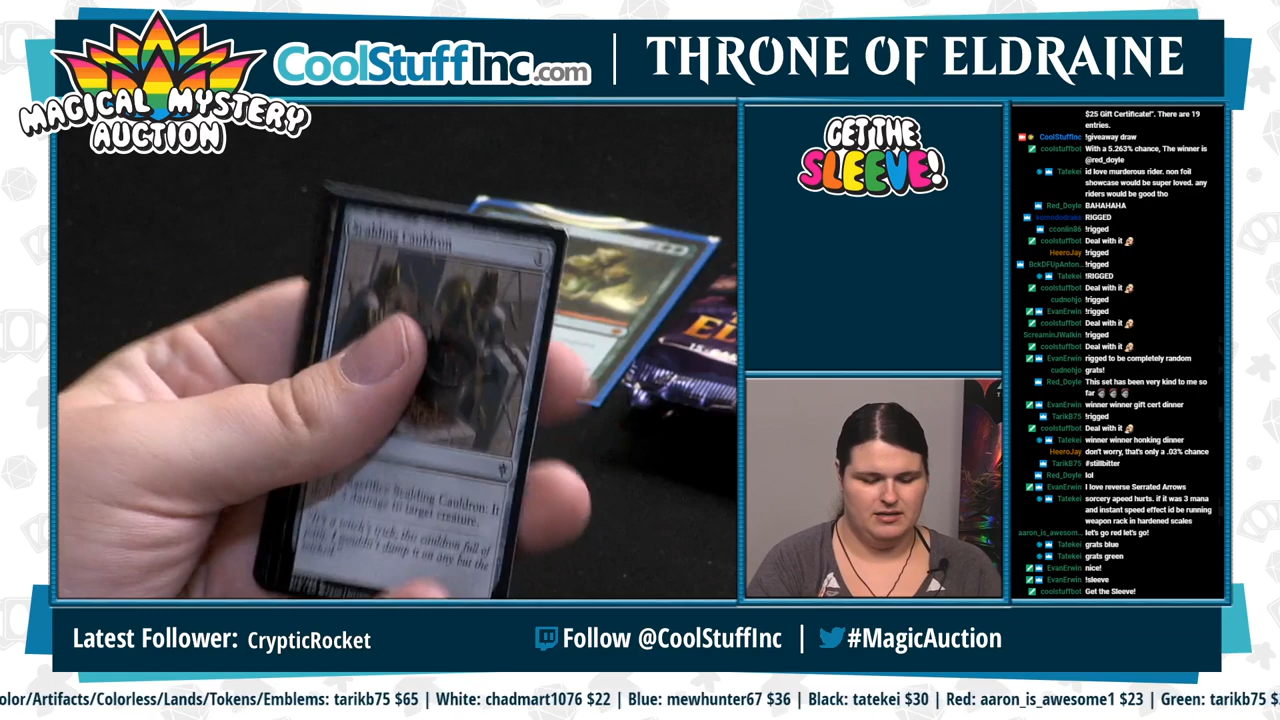 MAGICAL MYSTERY
AUCTION
CoolStuffInc.com
THRONE OF ELDRAINE
GET THE
SLEEVE!
Cauldron
Cauldron. If
to target creature.
$25 Gift Certificate!". There are 19
entries.
CoolStuffInc !giveaway draw
coolstuffbot With a 5.263% chance, The winner is
@red_doyle
Tatekei id love murderous rider. non foil
showcase would be super loved. any
riders would be good tho
Red_Doyle BAHAHAHA
RIGGED
cconlin86 !rigged
coolstuffbot Deal with it
HeeroJay !rigged
BckDFUpAnton... !rigged
Tatekei !RIGGED
coolstuffbot Deal with it
cudnohjo !rigged
EvanErwin !rigged
coolstuffbot Deal with it
ScreaminJWalkin !rigged
coolstuffbot Deal with it
EvanErwin rigged to be completely random
cudnohjo grats!
Red_Doyle This set has been very kind to me so
far
EvanErwin winner winner gift cert dinner
TarikB75 !rigged
coolstuffbot Deal with it
Tatekei winner winner honking dinner
HeeroJay don't worry, that's only a .03% chance
TarikB75 #stillbitter
Red_Doyle lol
EvanErwin I love reverse Serrated Arrows
Tatekei sorcery apeed hurts. if it was 3 mana
and instant speed effect id be running
weapon rack in hardened scales
aaron_is_awesom... let's go red let's go!
Tatekei grats blue
Tatekei grats green
EvanErwin nice!
EvanErwin !sleeve
coolstuffbot Get the Sleeve!
Latest Follower: CrypticRocket
Follow @CoolStuffInc | #MagicAuction
olor/Artifacts/Colorless/Lands/Tokens/Emblems: tarikb75 $65 | White: chadmart1076 $22 | Blue: mewhunter67 $36 | Black: tatekei $30 | Red: aaron_is_awesome1 $23 | Green: tarikb75 $